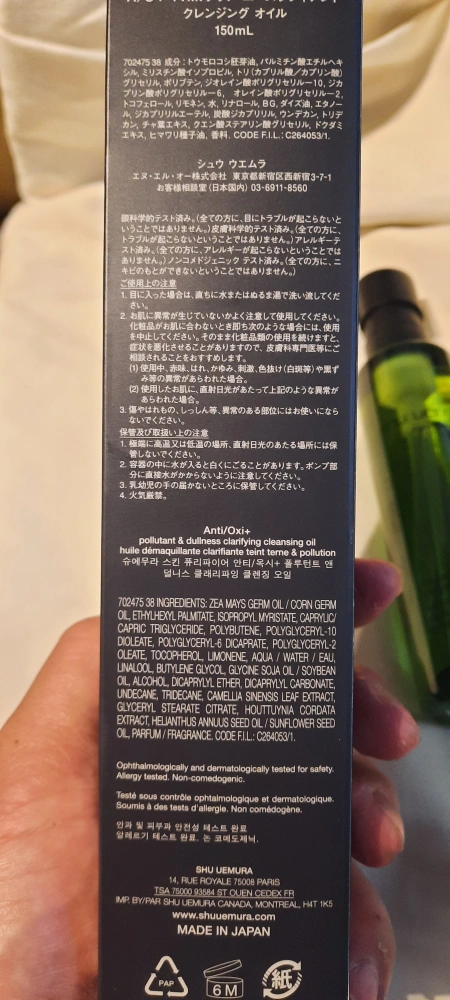 クレンジング オイル
150mL
702475 38 成分：トウモロコシ胚芽油、パルミチン酸エチルヘキ
シル、ミリスチン酸イソプロピル、トリ（カプリル酸／カプリン酸）
グリセリル、ポリブテン、ジオレイン酸ポリグリセリル－10、ジカ
プリン酸ポリグリセリル－6、 オレイン酸ポリグリセリル－2、
トコフェロール、リモネン、水、リナロール、BG、ダイズ油、エタノー
ル、ジカプリリルエーテル、炭酸ジカプリリル、ウンデカン、トリデ
カン、チャ葉エキス、クエン酸ステアリン酸グリセリル、ドクダミ
エキス、ヒマワリ種子油、香料. CODE F.I.L.: C264053/1.
シュウ ウエムラ
エヌ・エル・オー株式会社 東京都新宿区西新宿3-7-1
お客様相談室（日本国内）03-6911-8560
眼科学的テスト済み。（全ての方に、目にトラブルが起こらないと
いうことではありません。）皮膚科学的テスト済み。（全ての方に、
トラブルが起こらないということではありません。）アレルギーテ
スト済み。（全ての方に、アレルギーが起こらないということでは
ありません。）ノンコメドジェニック テスト済み。（全ての方に、ニ
キビのもとができないということではありません。）
ご使用上の注意
1. 目に入った場合は、直ちに水またはぬるま湯で洗い流してくだ
さい。
2. お肌に異常が生じていないかよく注意して使用してください。
化粧品がお肌に合わないとき即ち次のような場合には、使用
を中止してください。そのまま化粧品類の使用を続けますと、
症状を悪化させることがありますので、皮膚科専門医等にご
相談されることをおすすめします。
(1) 使用中、赤味、はれ、かゆみ、刺激、色抜け（白斑等）や黒ず
み等の異常があらわれた場合。
(2) 使用したお肌に、直射日光があたって上記のような異常が
あらわれた場合。
3. 傷やはれもの、しっしん等、異常のある部位にはお使いになら
ないでください。
保管及び取扱い上の注意
1. 極端に高温又は低温の場所、直射日光のあたる場所には保
管しないでください。
2. 容器の中に水が入ると白くにごることがあります。ポンプ部
分に直接水がかからないように注意してください。
3. 乳幼児の手の届かないところに保管してください。
4. 火気厳禁。
Anti/Oxi+
pollutant & dullness clarifying cleansing oil
huile démaquillante clarifiante teint terne & pollution
슈에무라 스킨 퓨리파이어 안티/옥시+ 폴루턴트 앤
덜니스 클래리파잉 클렌징 오일
702475 38 INGREDIENTS: ZEA MAYS GERM OIL / CORN GERM
OIL, ETHYLHEXYL PALMITATE, ISOPROPYL MYRISTATE, CAPRYLIC/
CAPRIC TRIGLYCERIDE, POLYBUTENE, POLYGLYCERYL-10
DIOLEATE, POLYGLYCERYL-6 DICAPRATE, POLYGLYCERYL-2
OLEATE, TOCOPHEROL, LIMONENE, AQUA / WATER / EAU,
LINALOOL, BUTYLENE GLYCOL, GLYCINE SOJA OIL / SOYBEAN
OIL, ALCOHOL, DICAPRYLYL ETHER, DICAPRYLYL CARBONATE,
UNDECANE, TRIDECANE, CAMELLIA SINENSIS LEAF EXTRACT,
GLYCERYL STEARATE CITRATE, HOUTTUYNIA CORDATA
EXTRACT, HELIANTHUS ANNUUS SEED OIL / SUNFLOWER SEED
OIL, PARFUM / FRAGRANCE. CODE F.I.L.: C264053/1.
Ophthalmologically and dermatologically tested for safety.
Allergy tested. Non-comedogenic.
Testé sous contrôle ophtalmologique et dermatologique.
Soumis à des tests d'allergie. Non comédogène.
안과 및 피부과 안전성 테스트 완료
알레르기 테스트 완료. 논 코메도제닉.
SHU UEMURA
14, RUE ROYALE 75008 PARIS
TSA 75000 93584 ST OUEN CEDEX FR
IMP. BY/PAR SHU UEMURA CANADA, MONTREAL, H4T 1K5
www.shuuemura.com
MADE IN JAPAN
PAP
6 M
紙